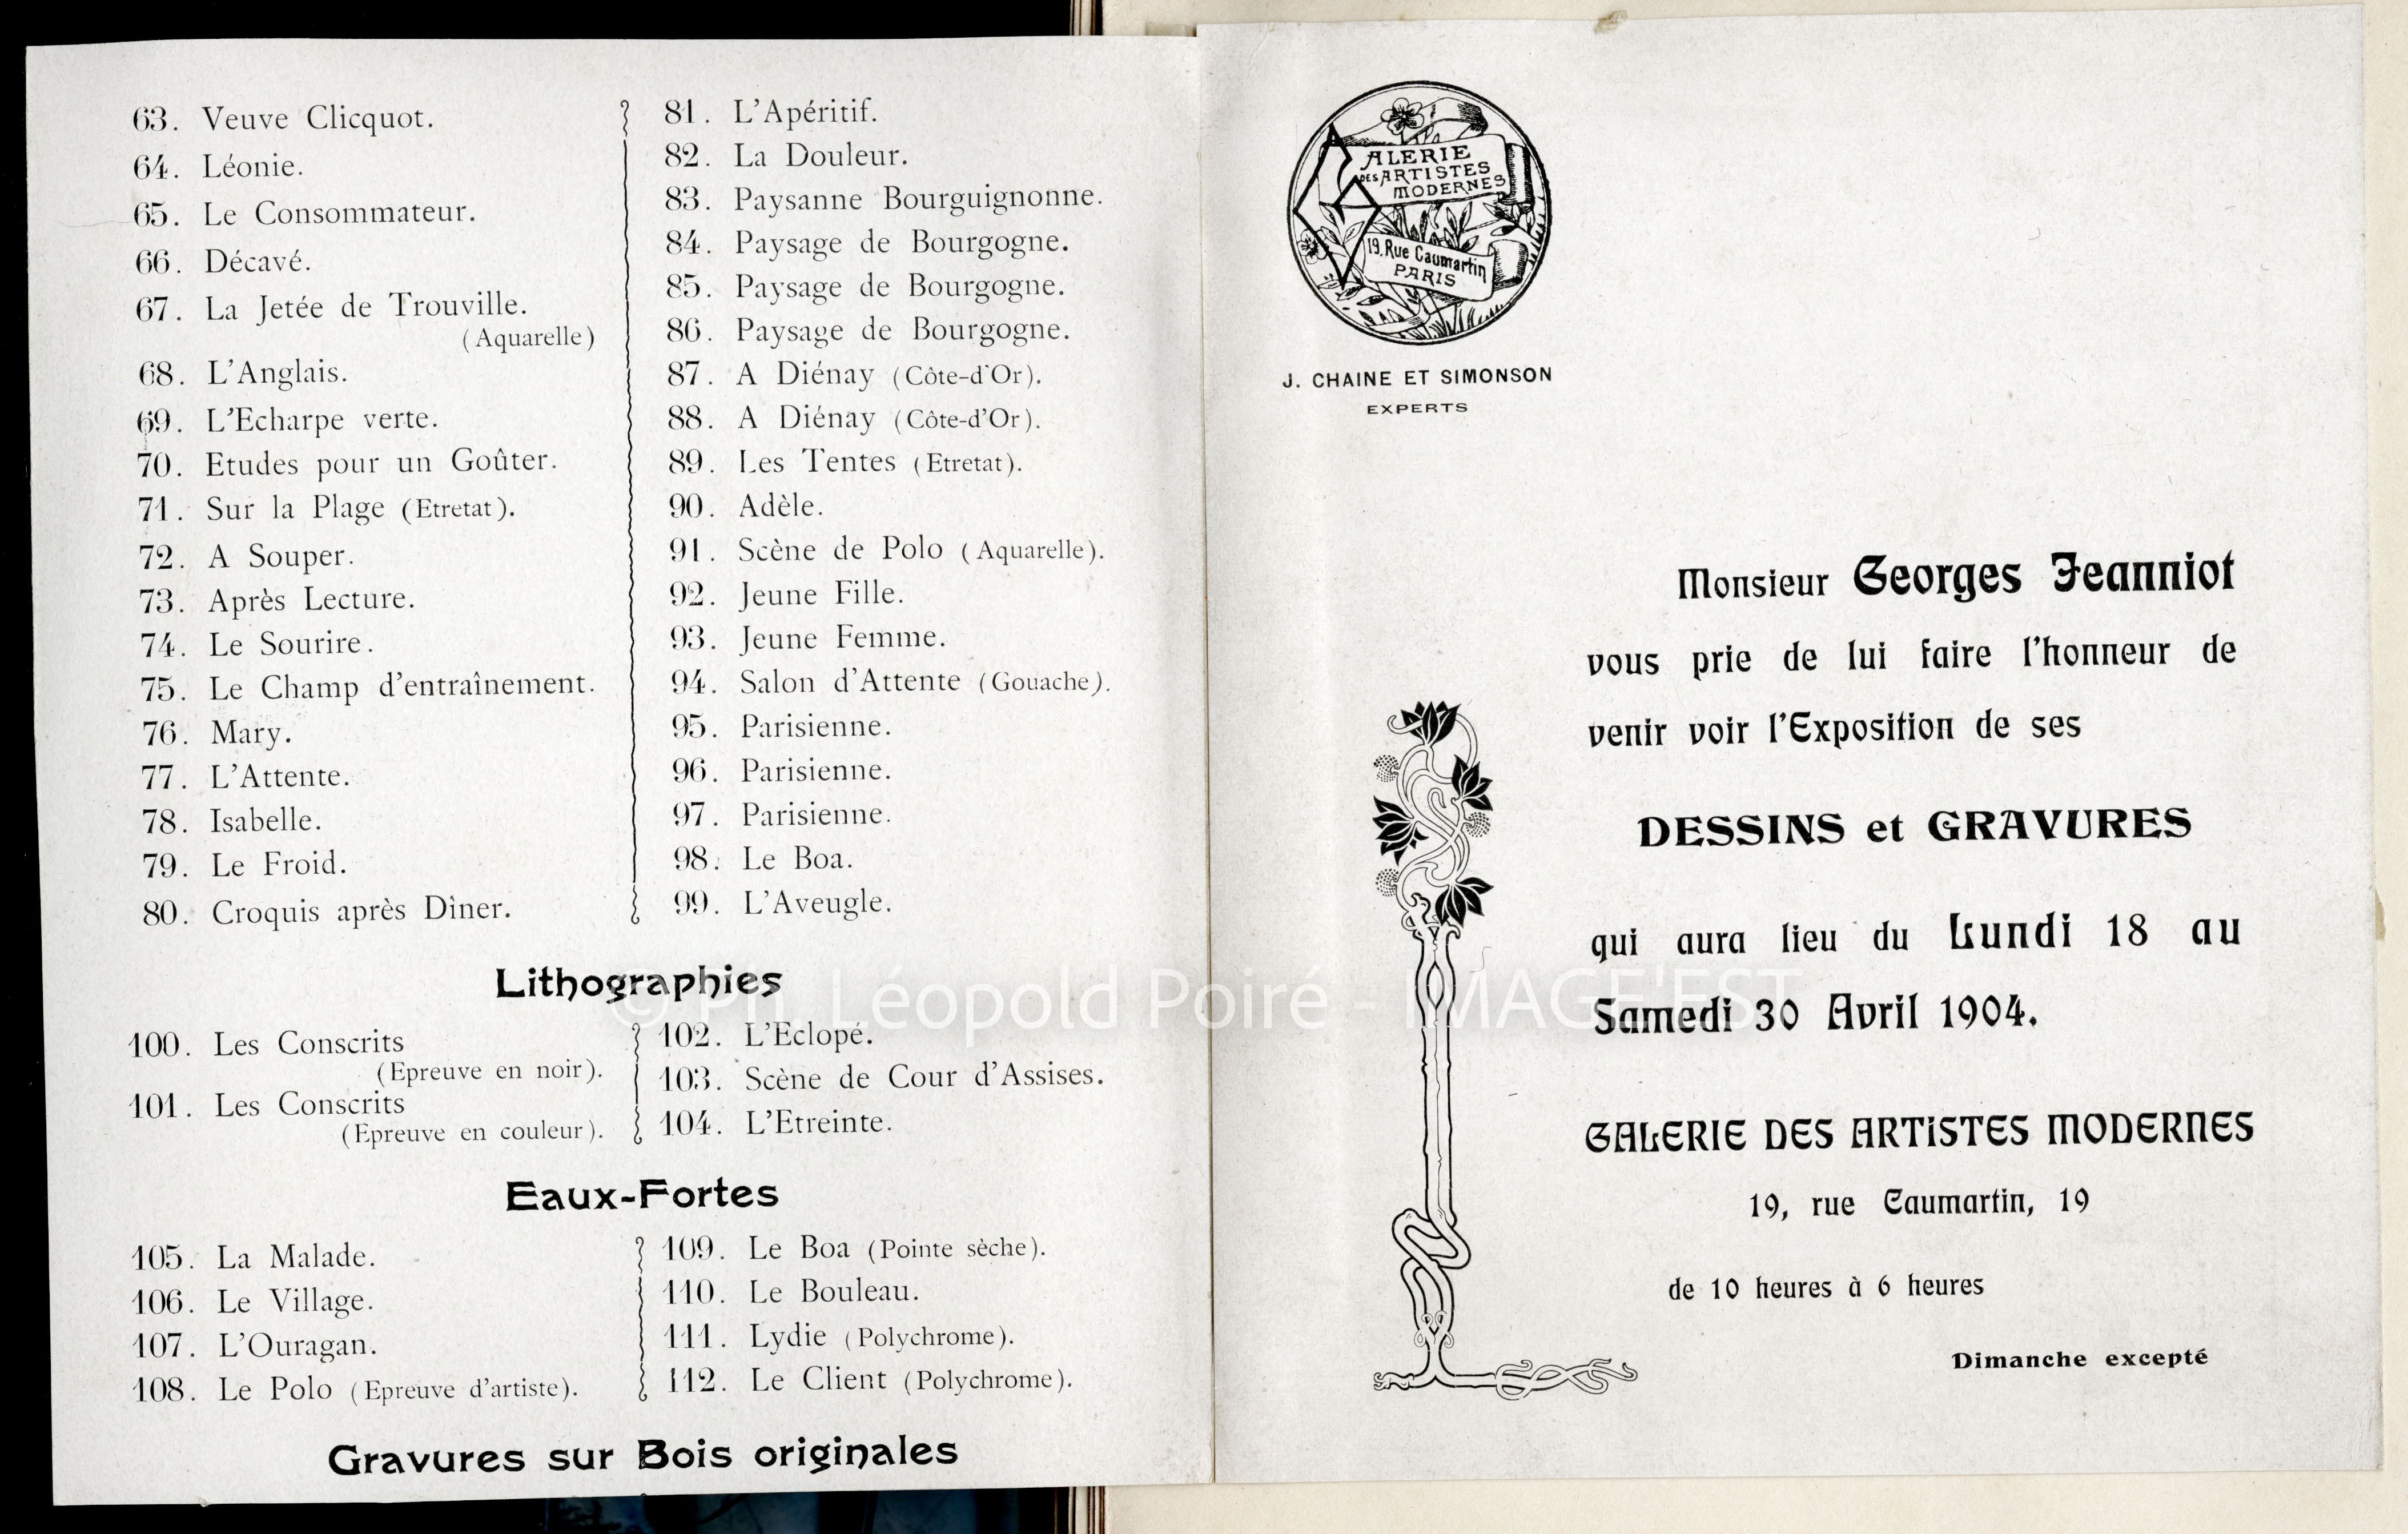 63. Veuve Clicquot.
64. Léonie.
65. Le Consommateur.
66. Décavé.
67. La Jetée de Trouville.
(Aquarelle)
68. L'Anglais.
69. L'Echarpe verte.
70. Etudes pour un Goûter.
71. Sur la Plage (Etretat).
72. A Souper.
73. Après Lecture.
74. Le Sourire.
75. Le Champ d'entraînement.
76. Mary.
77. L'Attente.
78. Isabelle.
79. Le Froid.
80. Croquis après Dîner.
81. L'Apéritif.
82. La Douleur.
83. Paysanne Bourguignonne.
84. Paysage de Bourgogne.
85. Paysage de Bourgogne.
86. Paysage de Bourgogne.
87. A Diénay (Côte-d'Or).
88. A Diénay (Côte-d'Or).
89. Les Tentes (Etretat).
90. Adèle.
91. Scène de Polo (Aquarelle).
92. Jeune Fille.
93. Jeune Femme.
94. Salon d'Attente (Gouache).
95. Parisienne.
96. Parisienne.
97. Parisienne.
98. Le Boa.
99. L'Aveugle.
Lithographies
100. Les Conscrits
(Epreuve en noir).
101. Les Conscrits
(Epreuve en couleur).
102. L'Eclopé.
103. Scène de Cour d'Assises.
104. L'Etreinte.
Eaux-Fortes
105. La Malade.
106. Le Village.
107. L'Ouragan.
108. Le Polo (Epreuve d'artiste).
109. Le Boa (Pointe sèche).
110. Le Bouleau.
111. Lydie (Polychrome).
112. Le Client (Polychrome).
Gravures sur Bois originales
GALERIE
DES ARTISTES
MODERNES
19. Rue Caumartin
PARIS
J. CHAINE ET SIMONSON
EXPERTS
Monsieur Georges Jeanniot
vous prie de lui faire l'honneur de
venir voir l'Exposition de ses
DESSINS et GRAVURES
qui aura lieu du Lundi 18 au
Samedi 30 Avril 1904.
GALERIE DES ARTISTES MODERNES
19, rue Caumartin, 19
de 10 heures à 6 heures
Dimanche excepté
© Ph. Léopold Poiré - IMAGE'EST